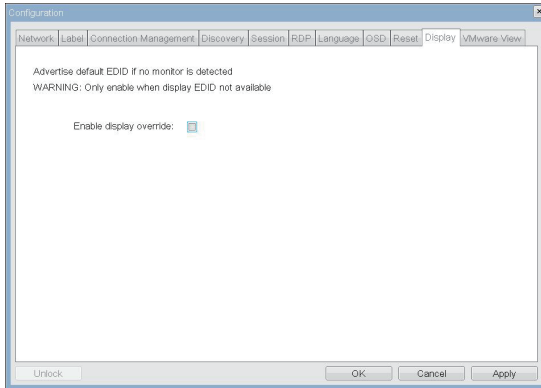 Configuration
Network Label Connection Management Discovery Session RDP Language OSD Reset Display VMware View
Advertise default EDID if no monitor is detected
WARNING: Only enable when display EDID not available
Enable display override:
Unlock OK Cancel Apply